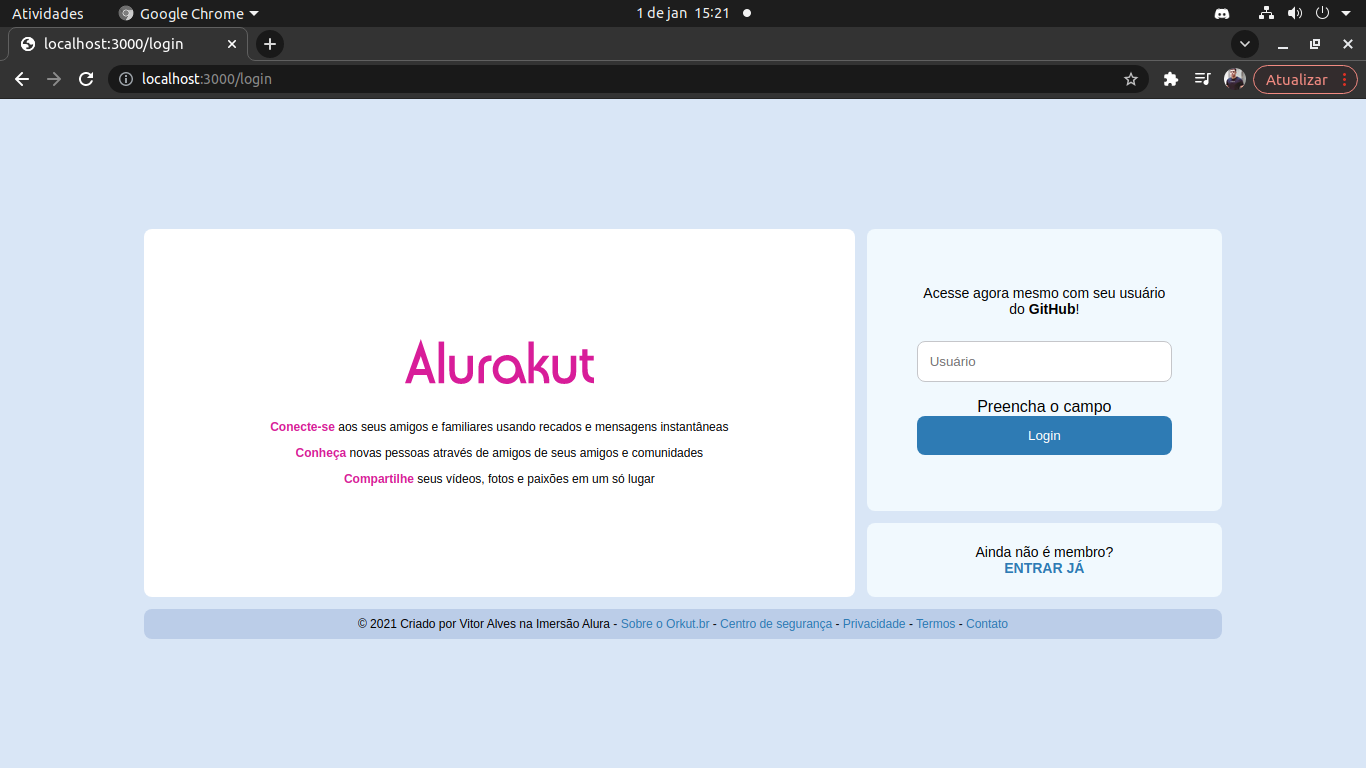 Atividades
Google Chrome
1 de jan 15:21
localhost:3000/login
localhost:3000/login
Atualizar
Alurakut
Conecte-se aos seus amigos e familiares usando recados e mensagens instantâneas
Conheça novas pessoas através de amigos de seus amigos e comunidades
Compartilhe seus vídeos, fotos e paixões em um só lugar
Acesse agora mesmo com seu usuário
do GitHub!
Usuário
Preencha o campo
Login
Ainda não é membro?
ENTRAR JÁ
© 2021 Criado por Vitor Alves na Imersão Alura - Sobre o Orkut.br - Centro de segurança - Privacidade - Termos - Contato